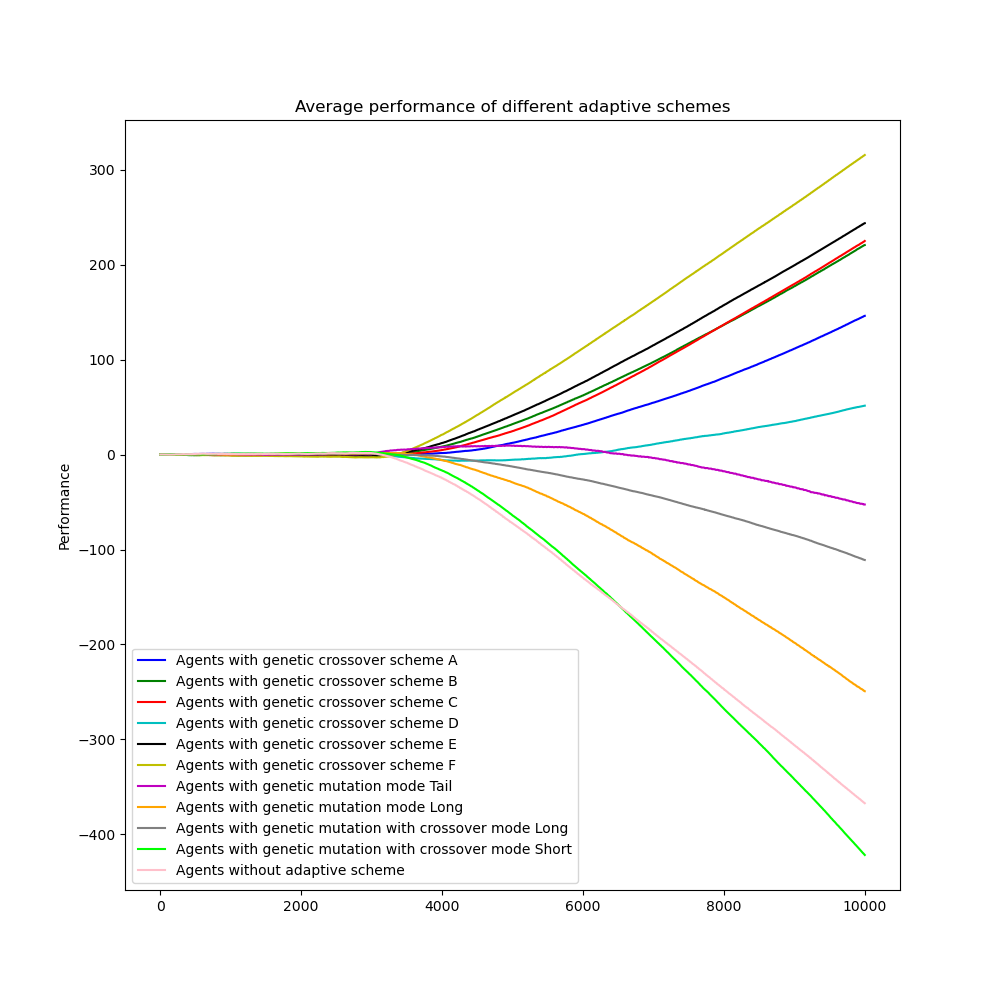 Average performance of different adaptive schemes
Performance
300
200
100
0
−100
−200
−300
−400
Agents with genetic crossover scheme A
Agents with genetic crossover scheme B
Agents with genetic crossover scheme C
Agents with genetic crossover scheme D
Agents with genetic crossover scheme E
Agents with genetic crossover scheme F
Agents with genetic mutation mode Tail
Agents with genetic mutation mode Long
Agents with genetic mutation with crossover mode Long
Agents with genetic mutation with crossover mode Short
Agents without adaptive scheme
0 2000 4000 6000 8000 10000